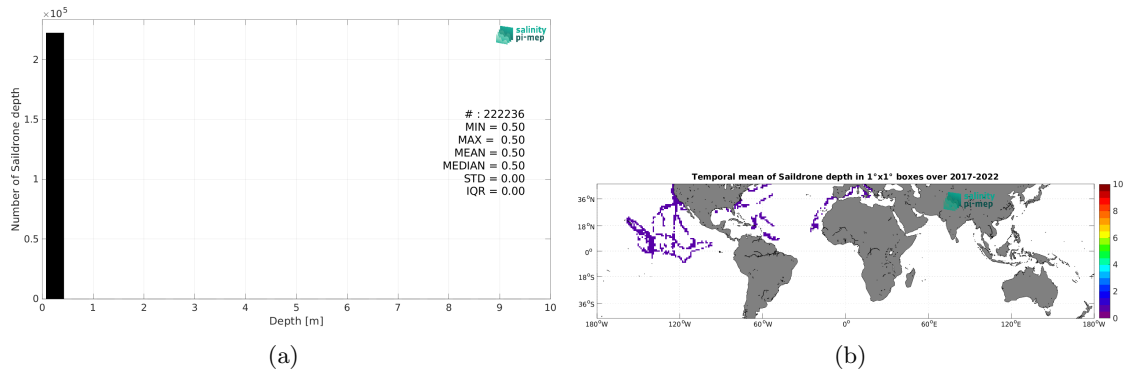 ×10⁵
2
1.5
1
0.5
0
Number of Saildrone depth
salinity
pi-mep
# : 222236
MIN = 0.50
MAX = 0.50
MEAN = 0.50
MEDIAN = 0.50
STD = 0.00
IQR = 0.00
0 1 2 3 4 5 6 7 8 9 10
Depth [m]
(a)
Temporal mean of Saildrone depth in 1°x1° boxes over 2017-2022
salinity
pi-mep
36°N
18°N
0°
18°S
36°S
180°W 120°W 60°W 0° 60°E 120°E 180°W
10
8
6
4
2
0
(b)